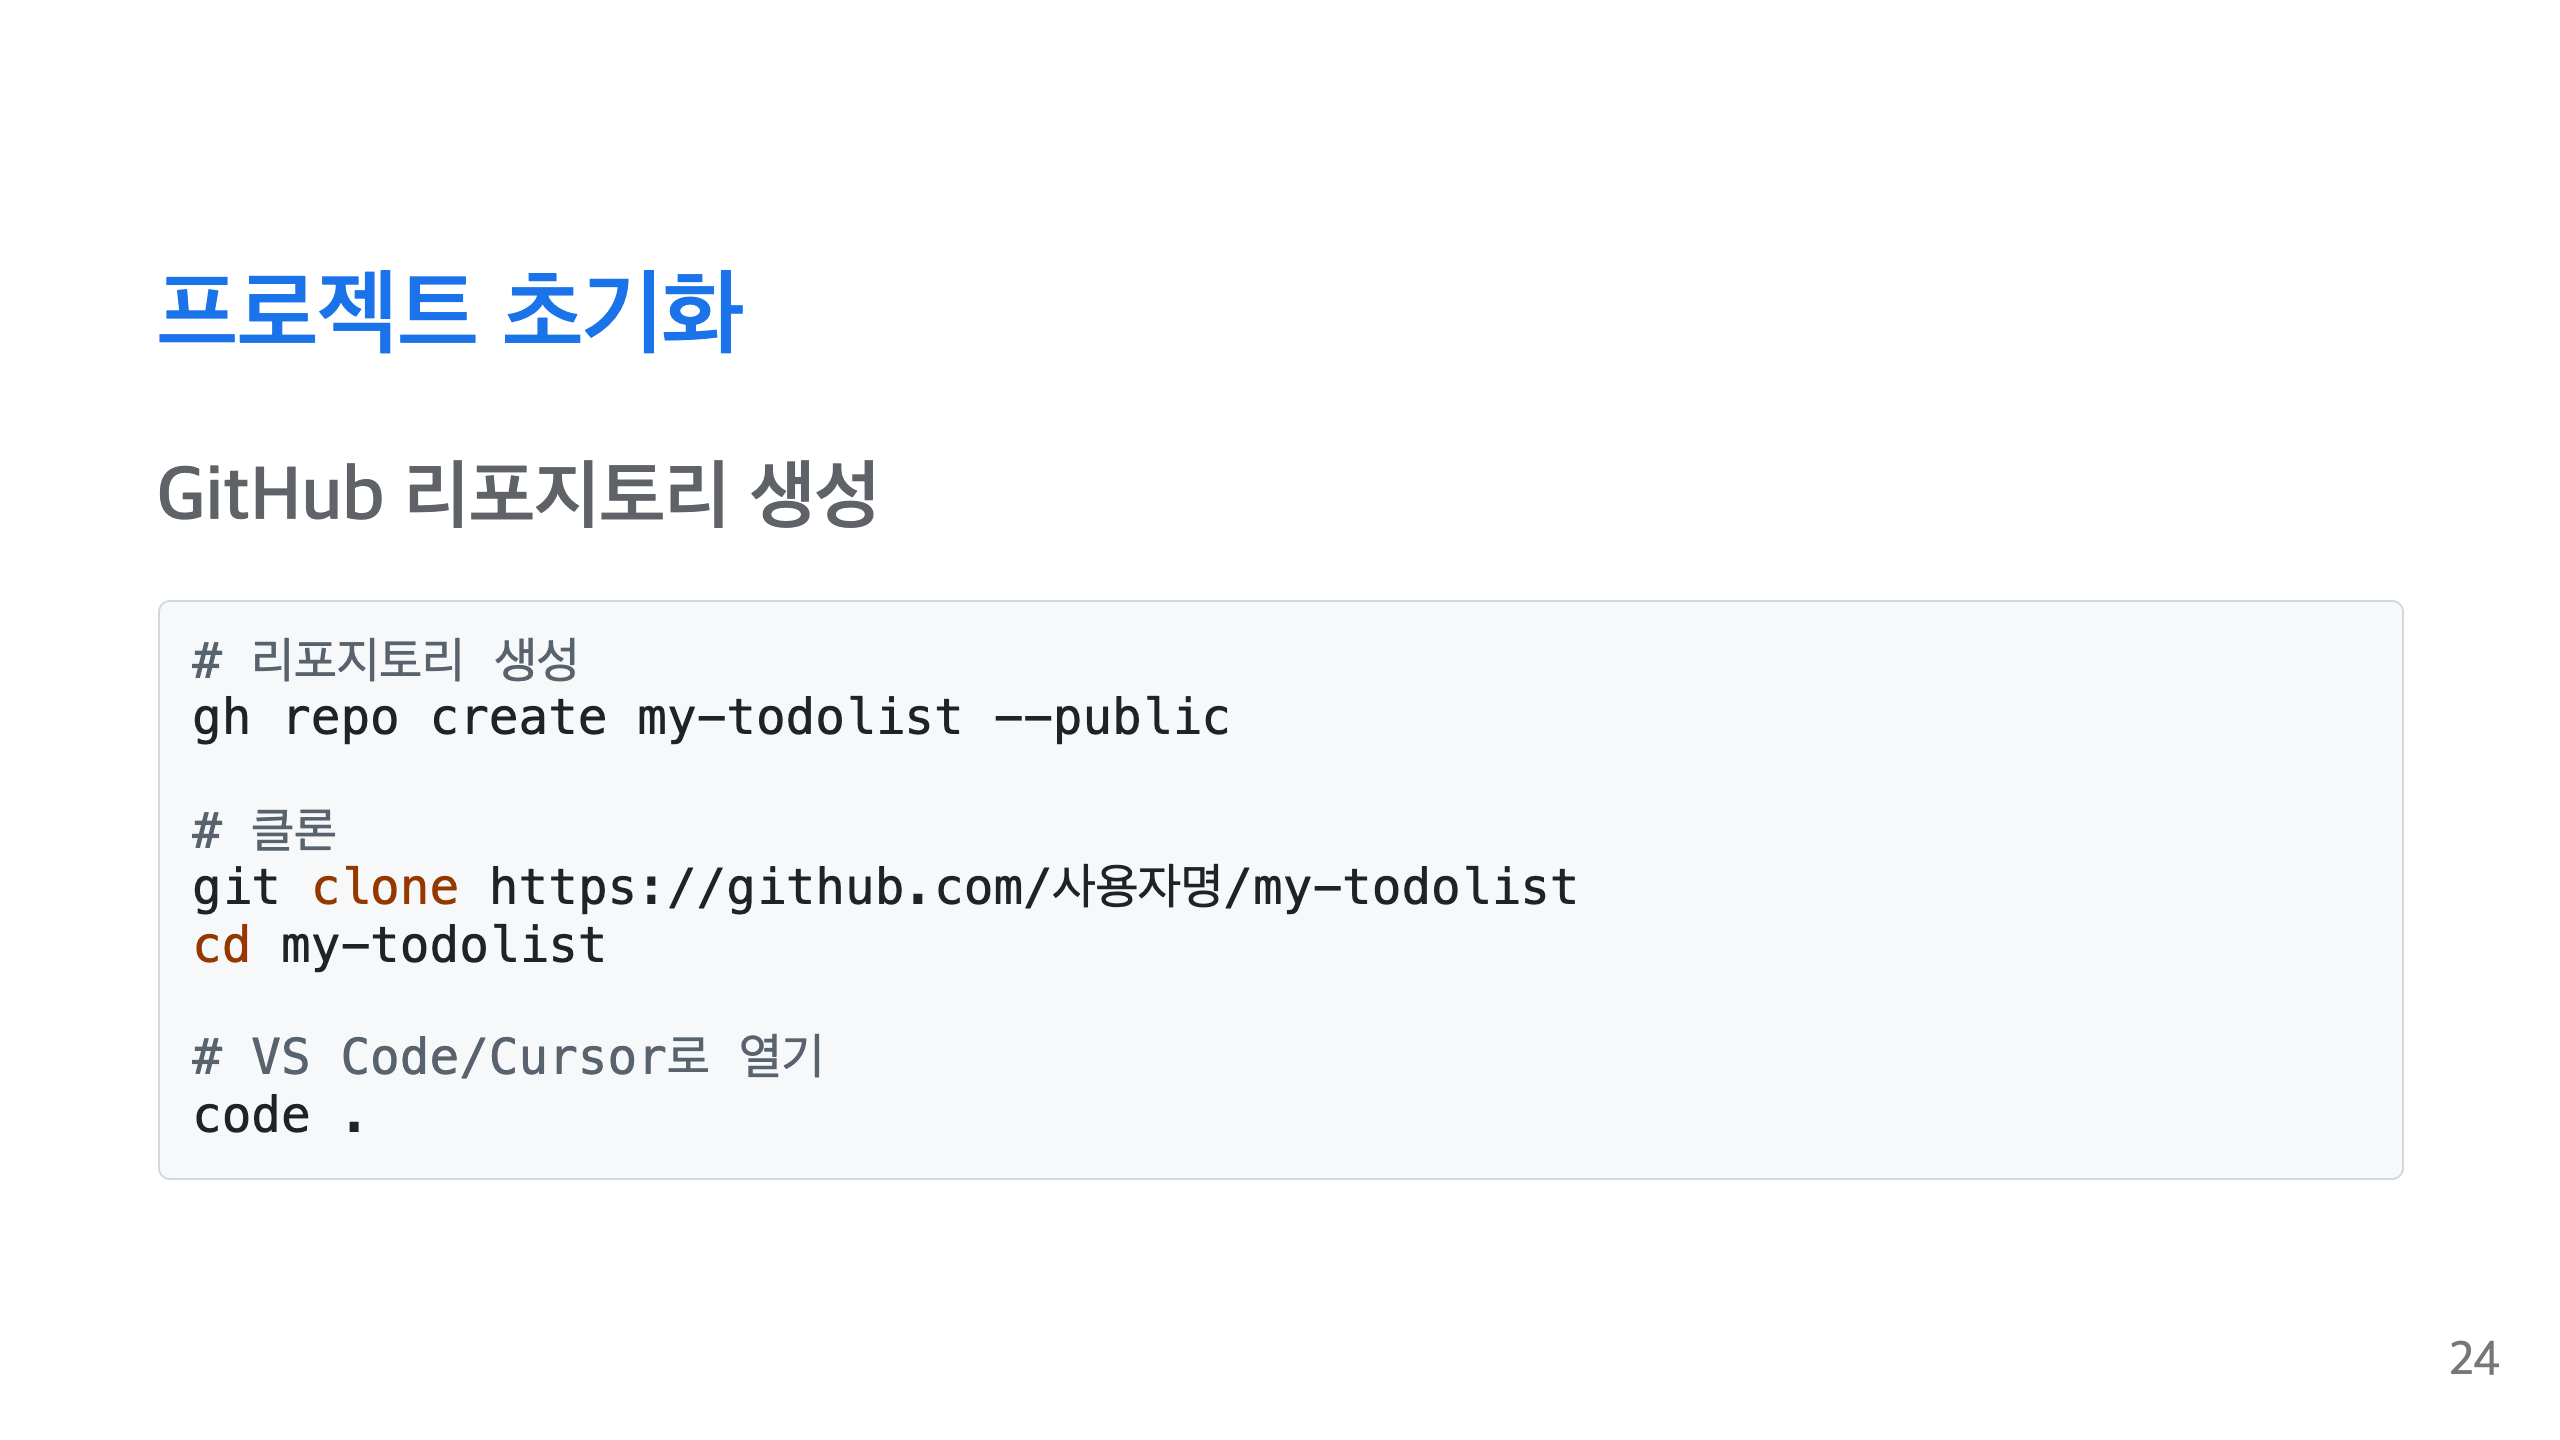 프로젝트 초기화
GitHub 리포지토리 생성
# 리포지토리 생성
gh repo create my-todolist --public
# 클론
git clone https://github.com/사용자명/my-todolist
cd my-todolist
# VS Code/Cursor로 열기
code .
24